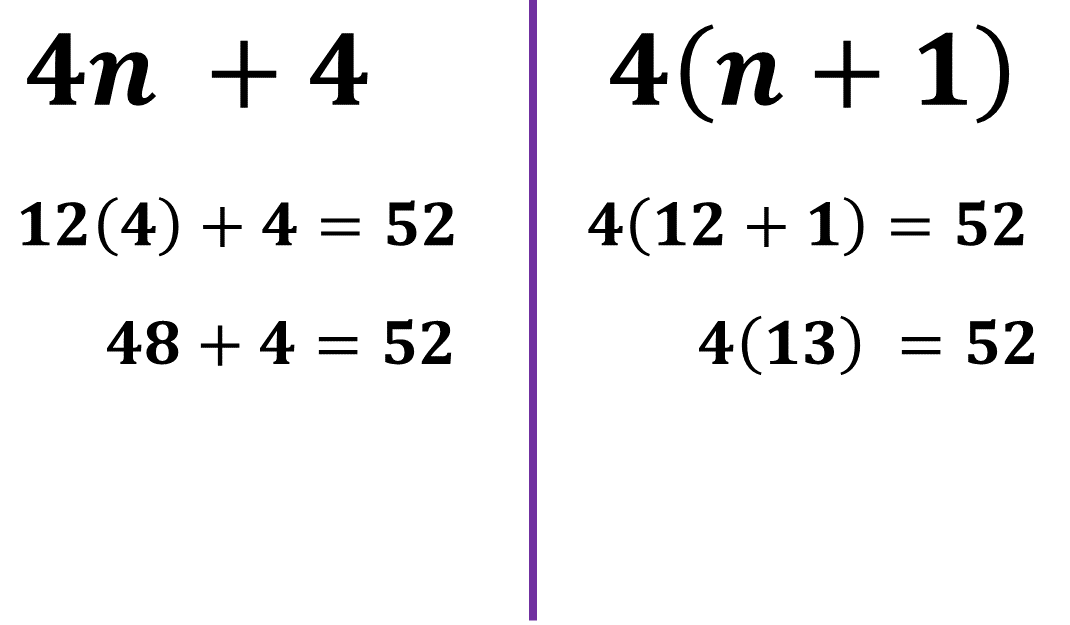 4n + 4
12(4) + 4 = 52
48 + 4 = 52
4(n + 1)
4(12 + 1) = 52
4(13) = 52